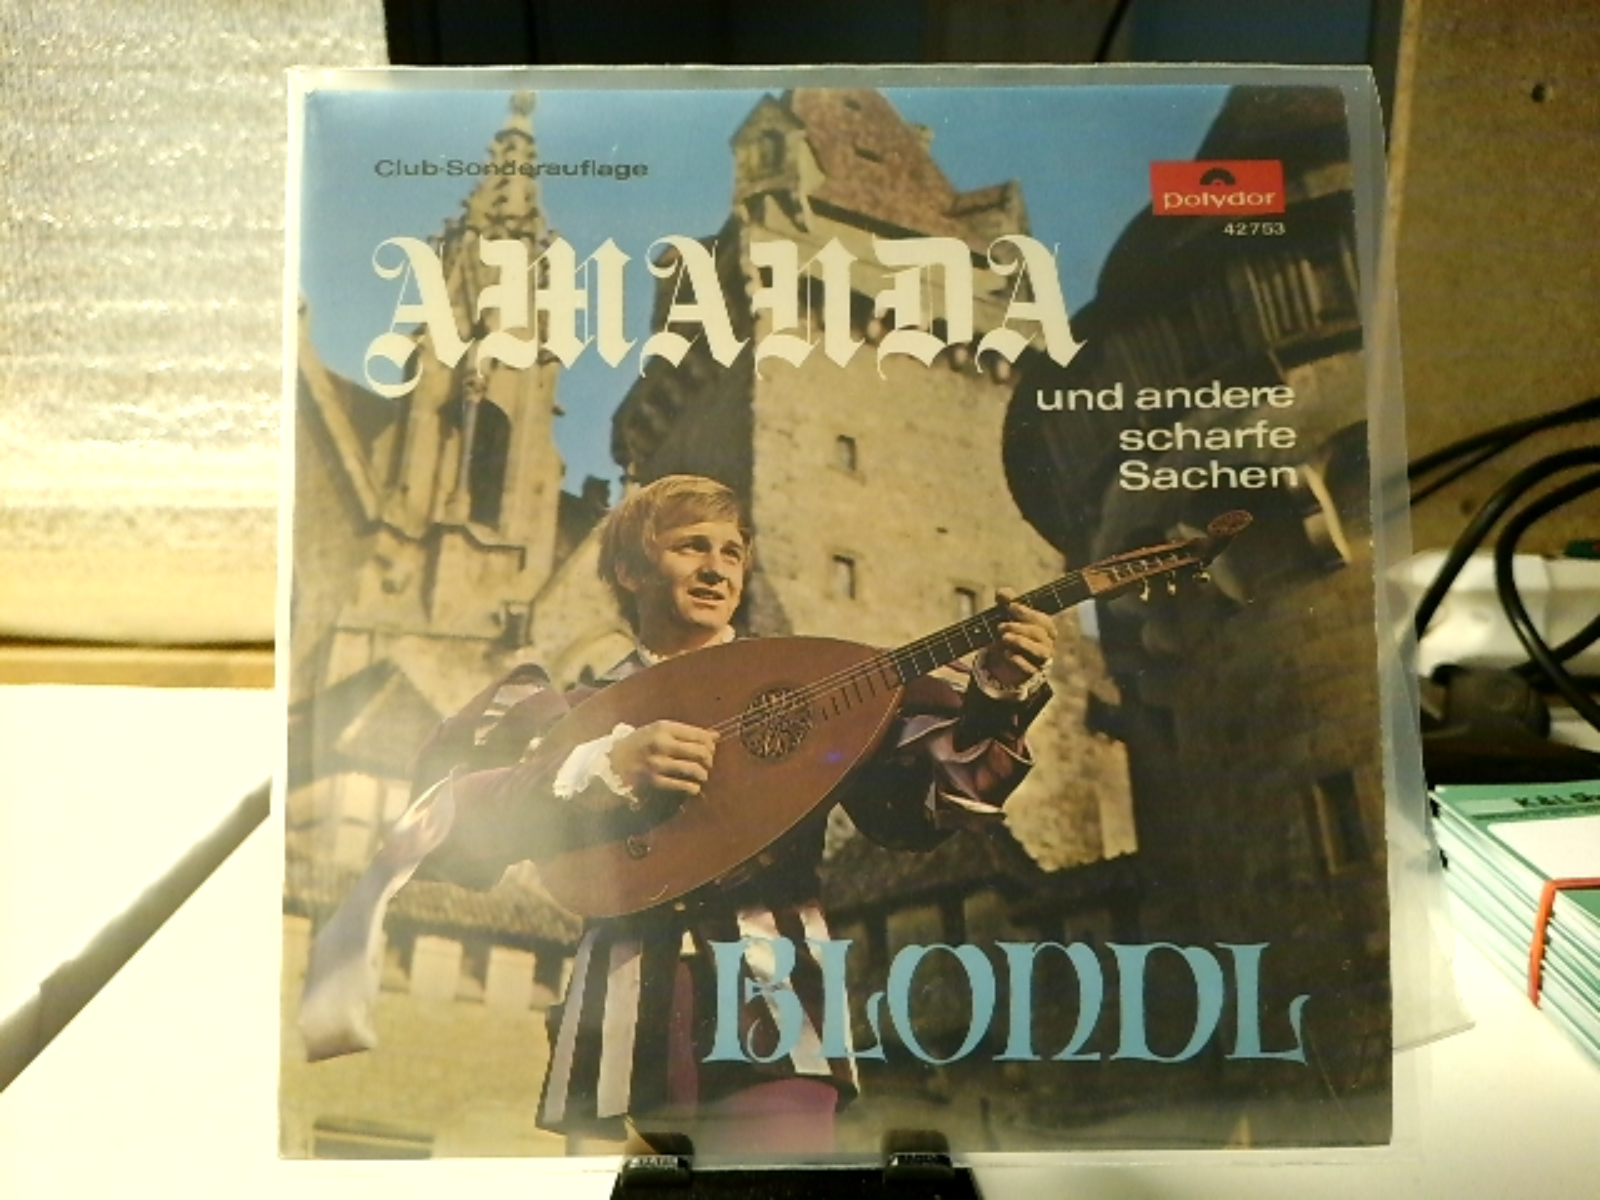 Club-Sonderauflage
polydor
42753
AMANDA
und andere
scharfe
Sachen
BLONDL